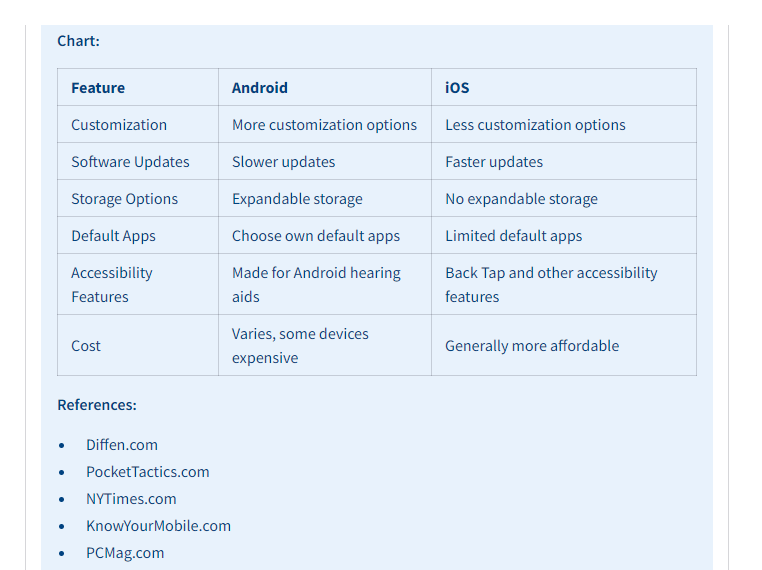 Chart:
Feature Android iOS
Customization More customization options Less customization options
Software Updates Slower updates Faster updates
Storage Options Expandable storage No expandable storage
Default Apps Choose own default apps Limited default apps
Accessibility Made for Android hearing Back Tap and other accessibility
Features aids features
Cost Varies, some devices expensive Generally more affordable
References:
• Diffen.com
• PocketTactics.com
• NYTimes.com
• KnowYourMobile.com
• PCMag.com